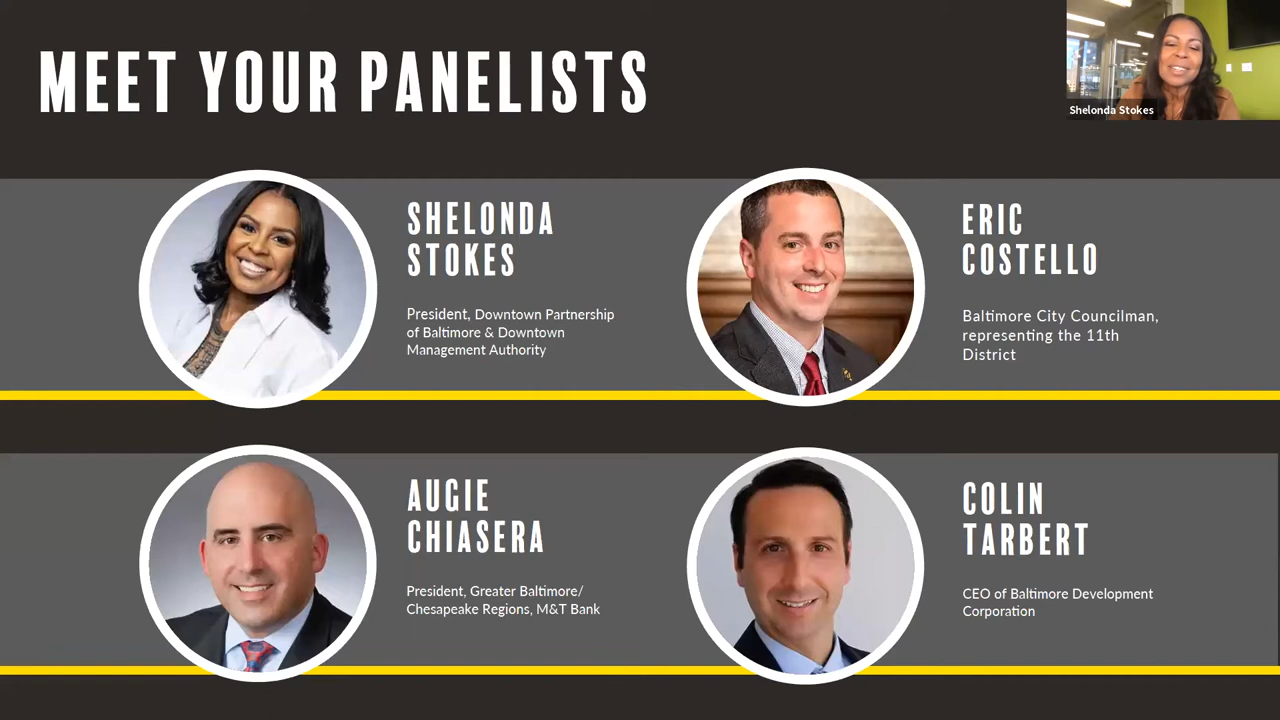 MEET YOUR PANELISTS
Shelonda Stokes
SHELONDA
STOKES
President, Downtown Partnership
of Baltimore & Downtown
Management Authority
ERIC
COSTELLO
Baltimore City Councilman,
representing the 11th
District
AUGIE
CHIASERA
President, Greater Baltimore/
Chesapeake Regions, M&T Bank
COLIN
TARBERT
CEO of Baltimore Development
Corporation